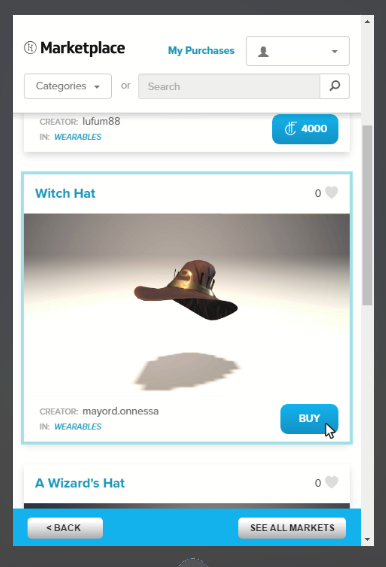 Marketplace
My Purchases
Categories or Search
CREATOR: lufum88
IN: WEARABLES
4000
Witch Hat 0
CREATOR: mayord.onnessa
IN: WEARABLES
BUY
A Wizard's Hat 0
< BACK SEE ALL MARKETS